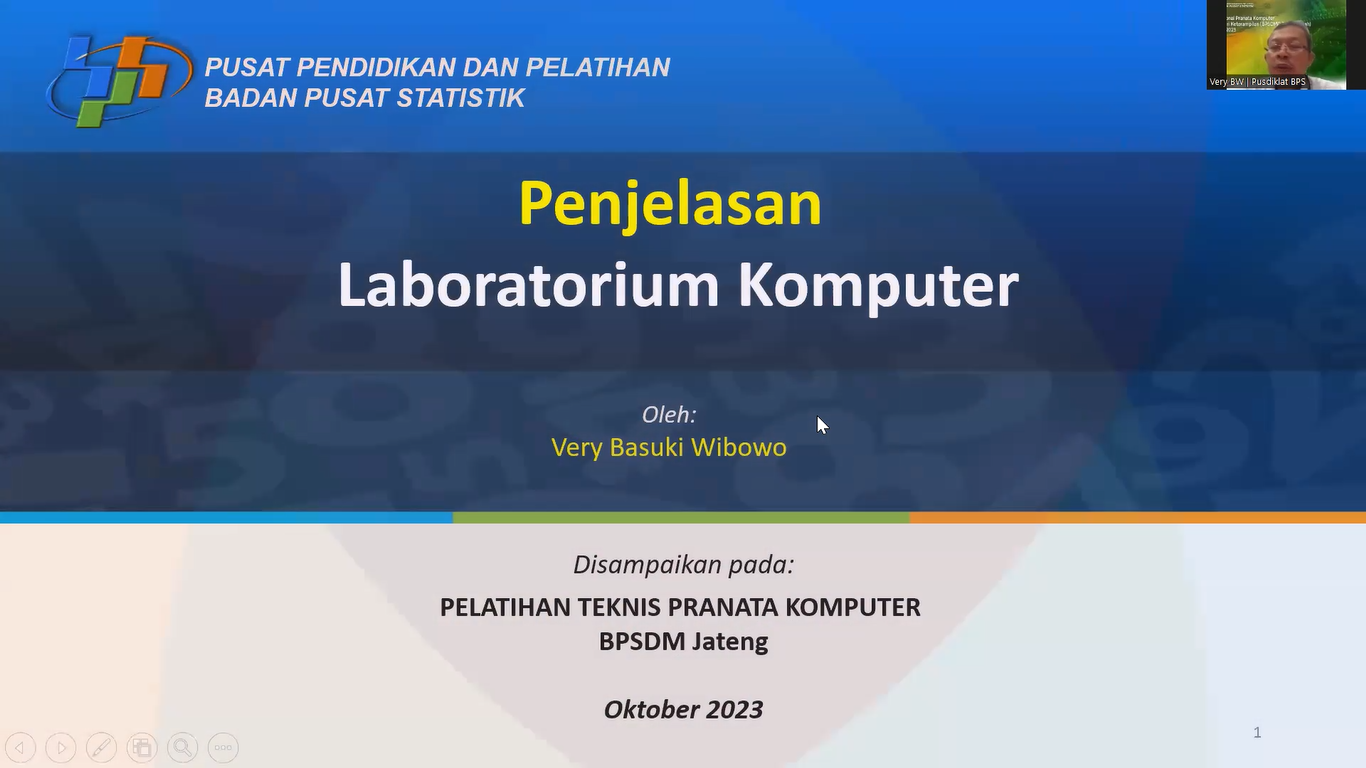 PUSAT PENDIDIKAN DAN PELATIHAN
BADAN PUSAT STATISTIK
Very BW | Pusdiklat BPS
Penjelasan
Laboratorium Komputer
Oleh:
Very Basuki Wibowo
Disampaikan pada:
PELATIHAN TEKNIS PRANATA KOMPUTER
BPSDM Jateng
Oktober 2023
1